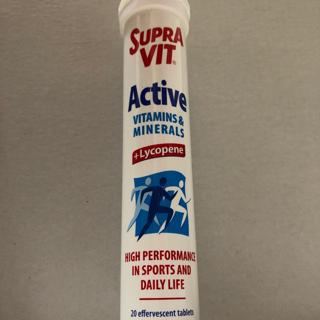 SUPRA
VIT®
Active
VITAMINS &
MINERALS
+Lycopene
HIGH PERFORMANCE
IN SPORTS AND
DAILY LIFE
20 effervescent tablets